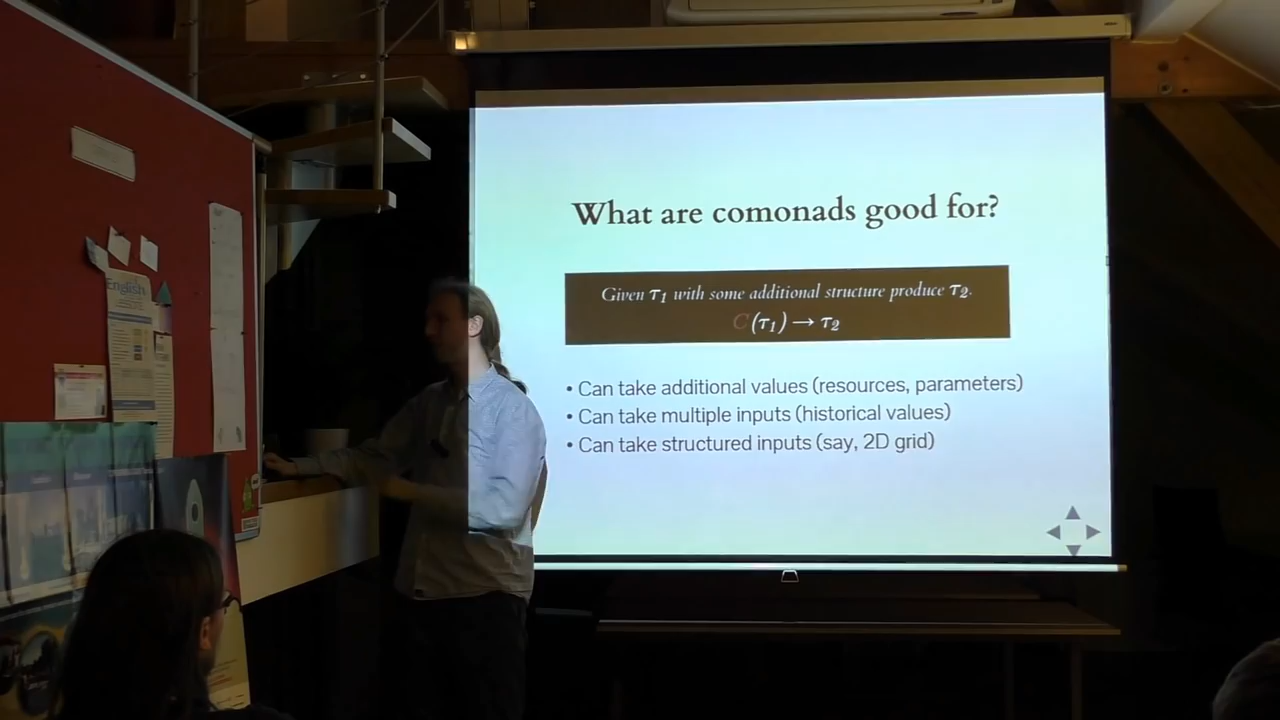 English
What are comonads good for?
Given τ1 with some additional structure produce τ2.
C(τ1) → τ2
• Can take additional values (resources, parameters)
• Can take multiple inputs (historical values)
• Can take structured inputs (say, 2D grid)